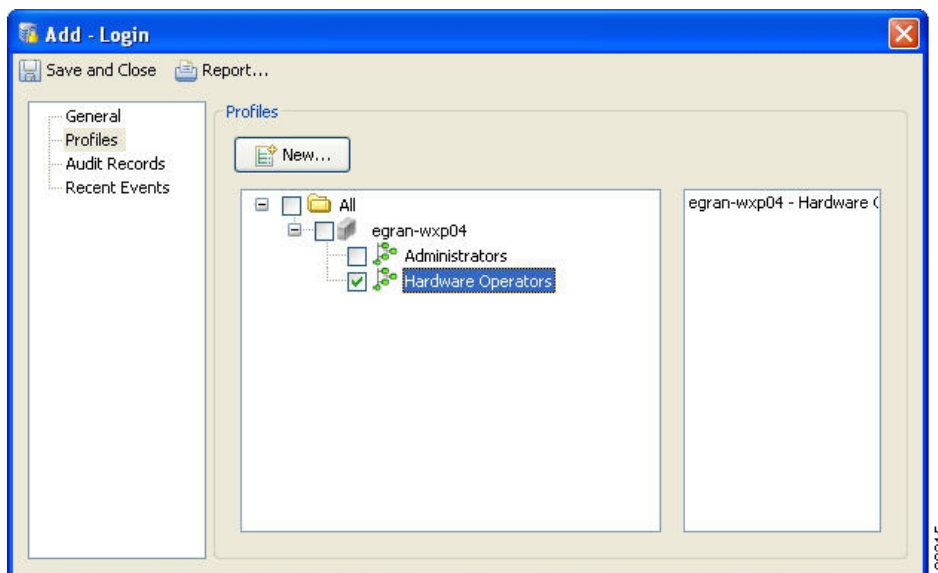 Add - Login
Save and Close Report...
General
Profiles
Audit Records
Recent Events
Profiles
New...
All
egran-wxp04
Administrators
Hardware Operators
egran-wxp04 - Hardware